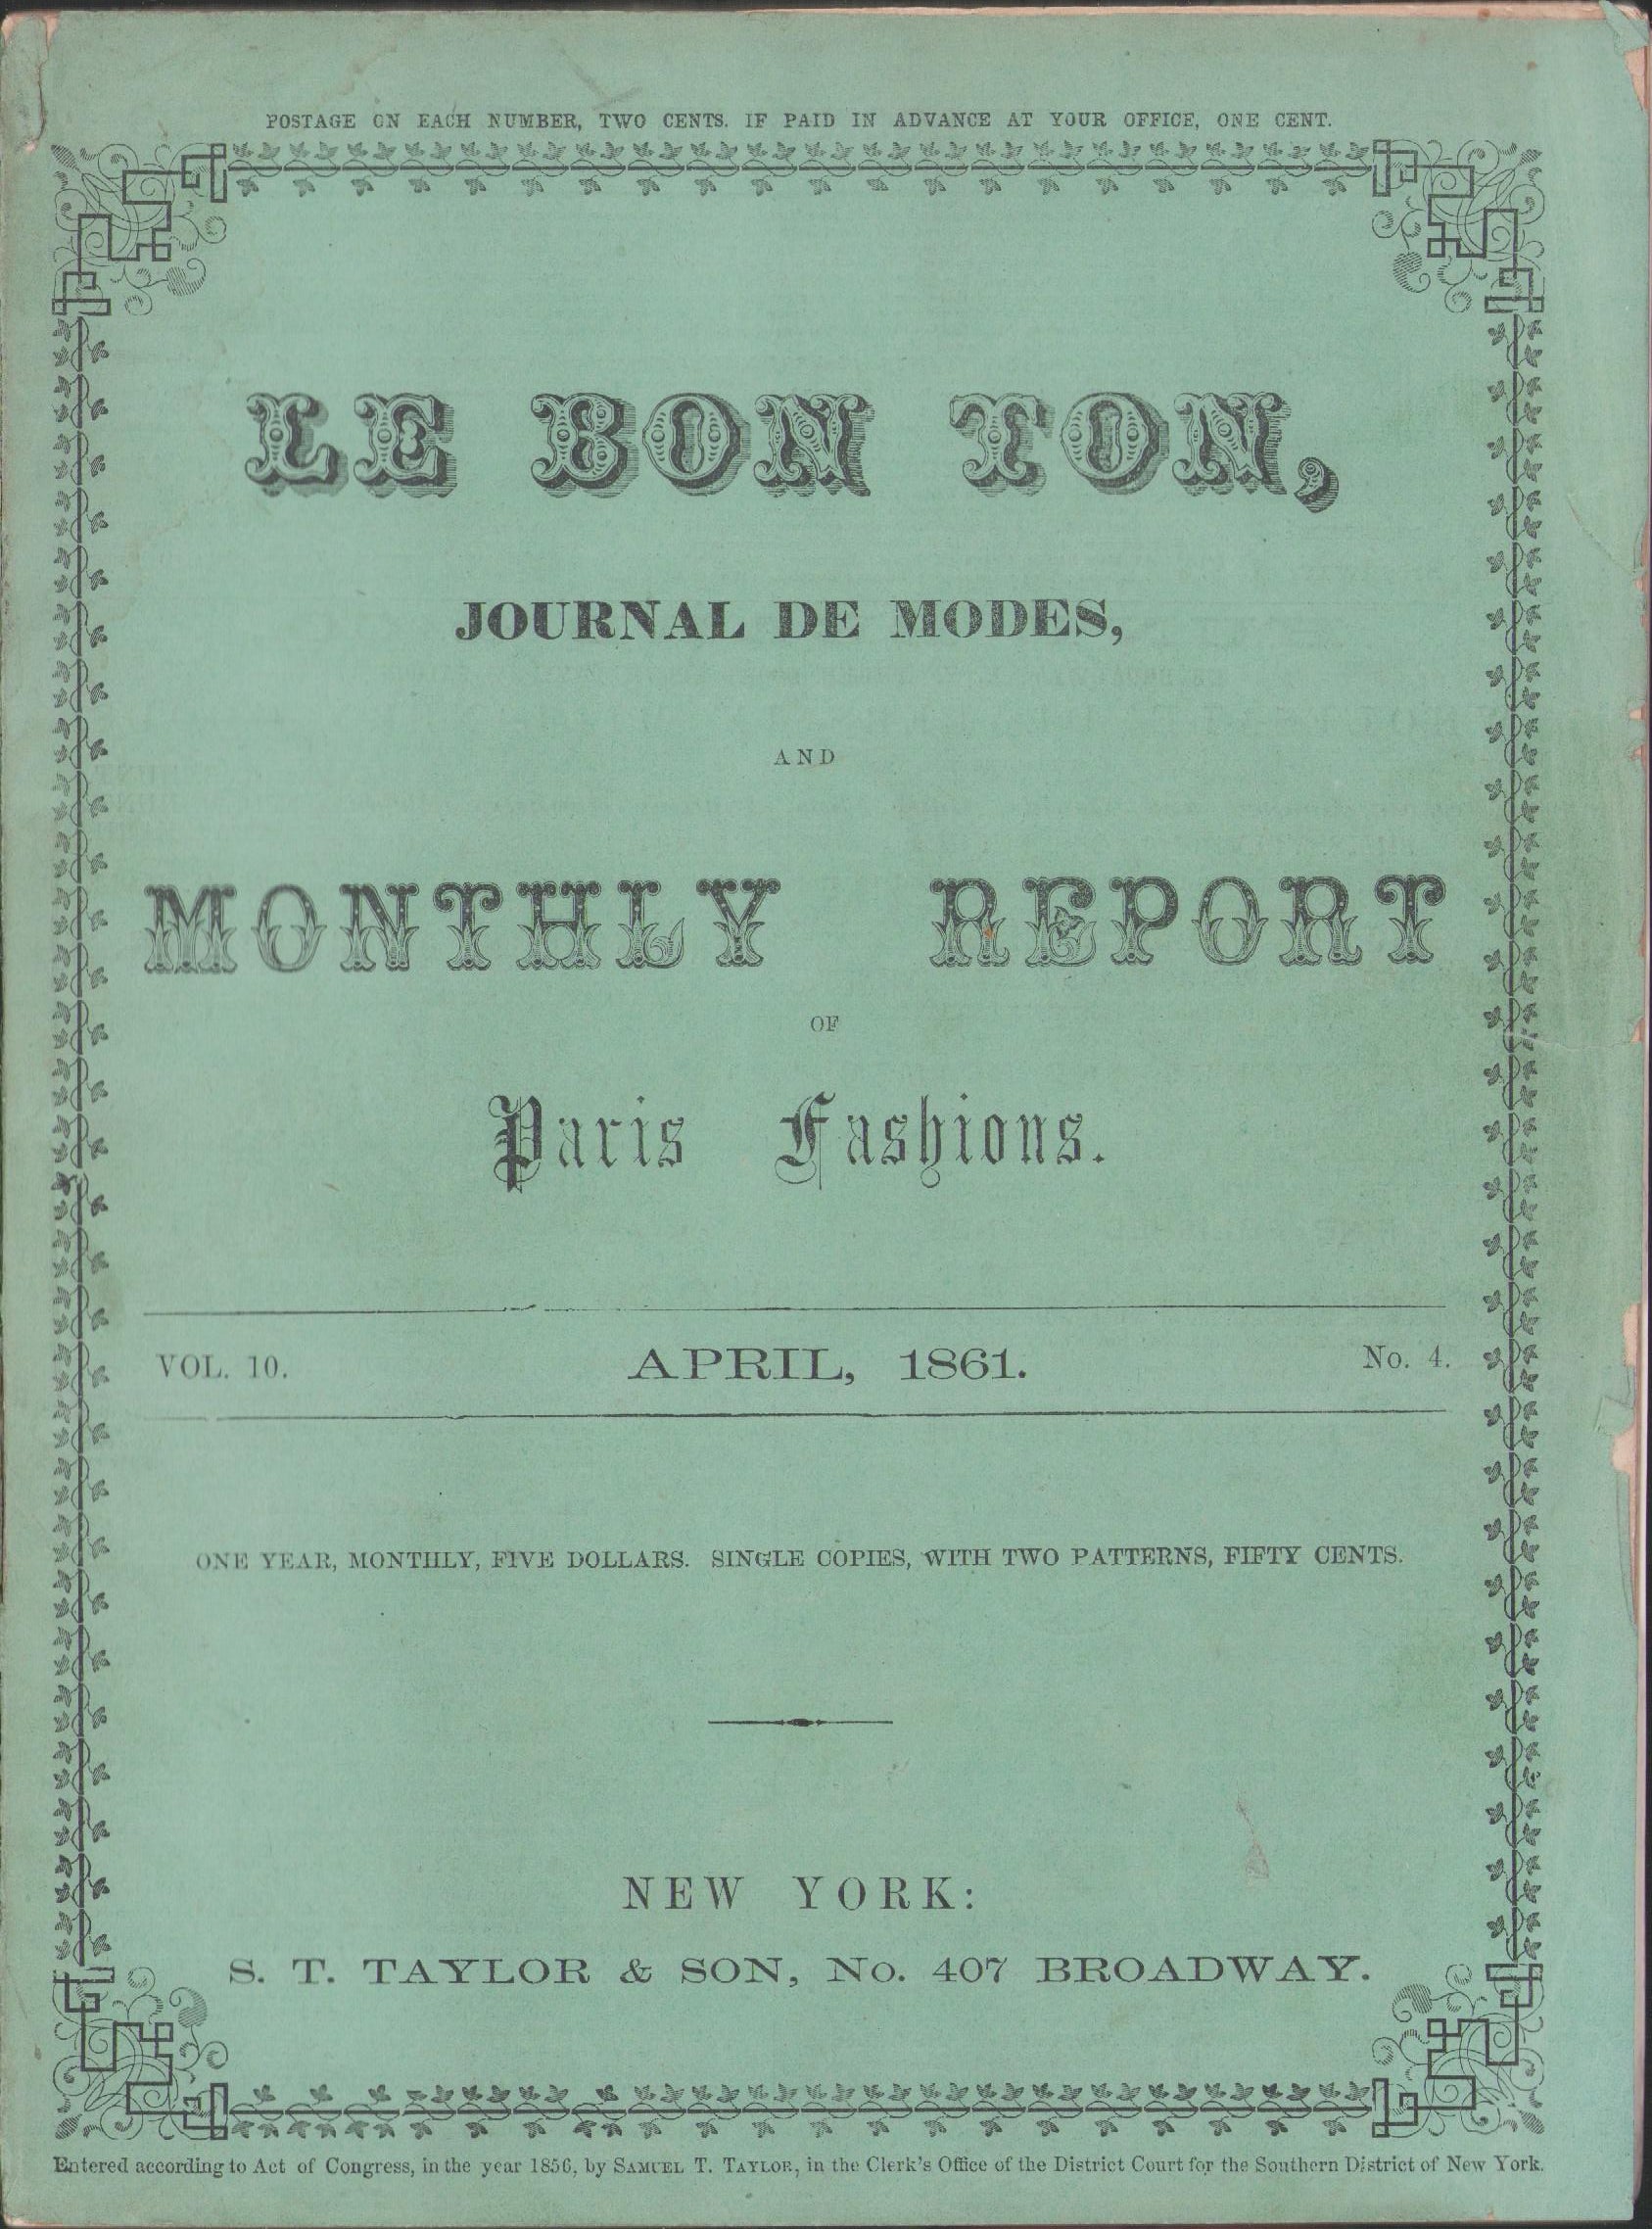 POSTAGE ON EACH NUMBER, TWO CENTS. IF PAID IN ADVANCE AT YOUR OFFICE, ONE CENT.
LE BON TON,
JOURNAL DE MODES,
AND
MONTHLY REPORT
OF
Paris Fashions.
VOL. 10. APRIL, 1861. No. 4.
ONE YEAR, MONTHLY, FIVE DOLLARS. SINGLE COPIES, WITH TWO PATTERNS, FIFTY CENTS.
NEW YORK:
S. T. TAYLOR & SON, No. 407 BROADWAY.
Entered according to Act of Congress, in the year 1856, by SAMUEL T. TAYLOR, in the Clerk's Office of the District Court for the Southern District of New York.